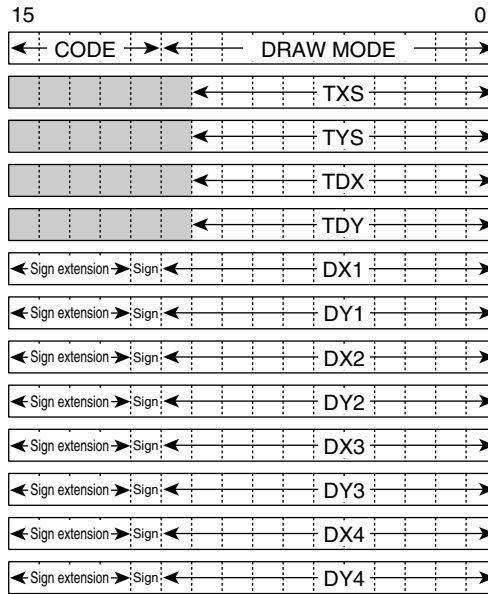 15 0
CODE DRAW MODE
TXS
TYS
TDX
TDY
Sign extension Sign DX1
Sign extension Sign DY1
Sign extension Sign DX2
Sign extension Sign DY2
Sign extension Sign DX3
Sign extension Sign DY3
Sign extension Sign DX4
Sign extension Sign DY4